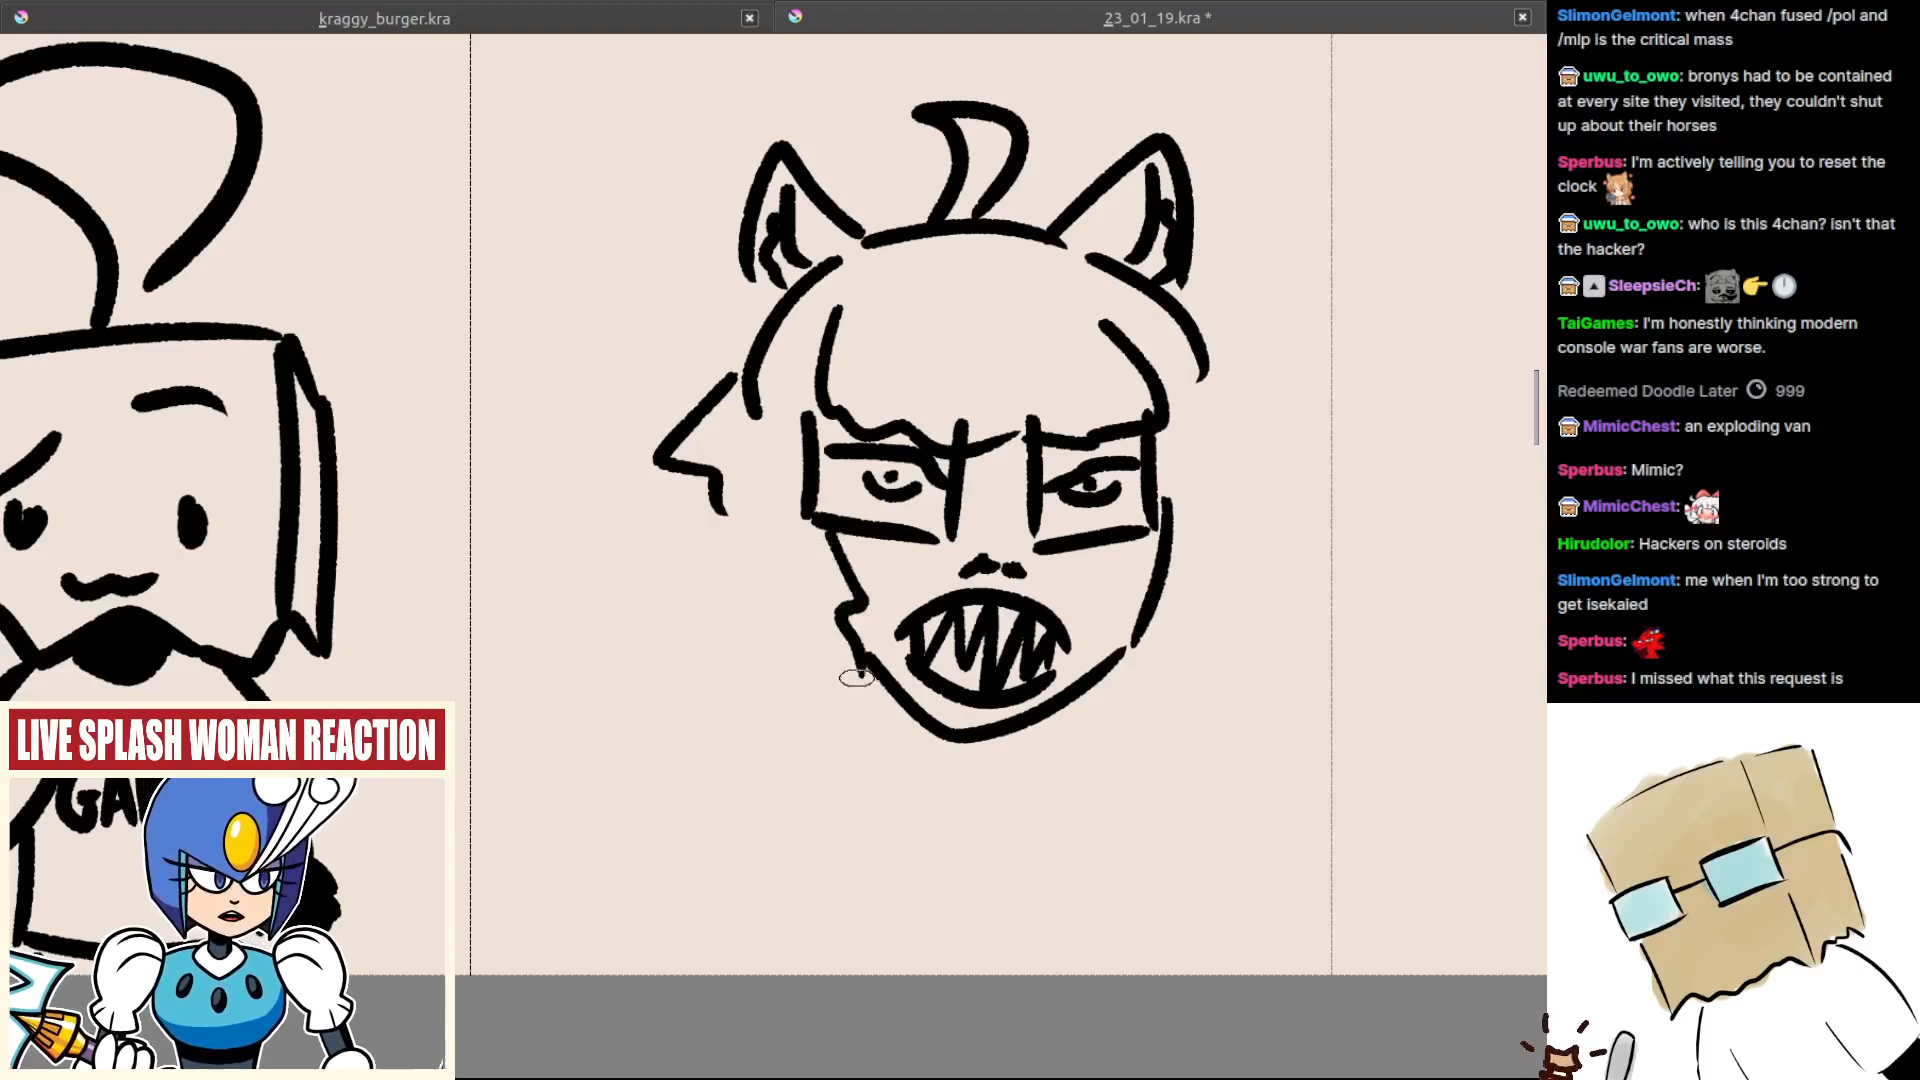 kraggy_burger.kra
23_01_19.kra *
SlimonGelmont: when 4chan fused /pol and
/mlp is the critical mass
uwu_to_owo: bronys had to be contained
at every site they visited, they couldn't shut
up about their horses
Sperbus: I'm actively telling you to reset the
clock
uwu_to_owo: who is this 4chan? isn't that
the hacker?
SleepsieCh:
TaiGames: I'm honestly thinking modern
console war fans are worse.
Redeemed Doodle Later 999
MimicChest: an exploding van
Sperbus: Mimic?
MimicChest:
Hirudolor: Hackers on steroids
SlimonGelmont: me when I'm too strong to
get isekaied
Sperbus:
Sperbus: I missed what this request is
LIVE SPLASH WOMAN REACTION